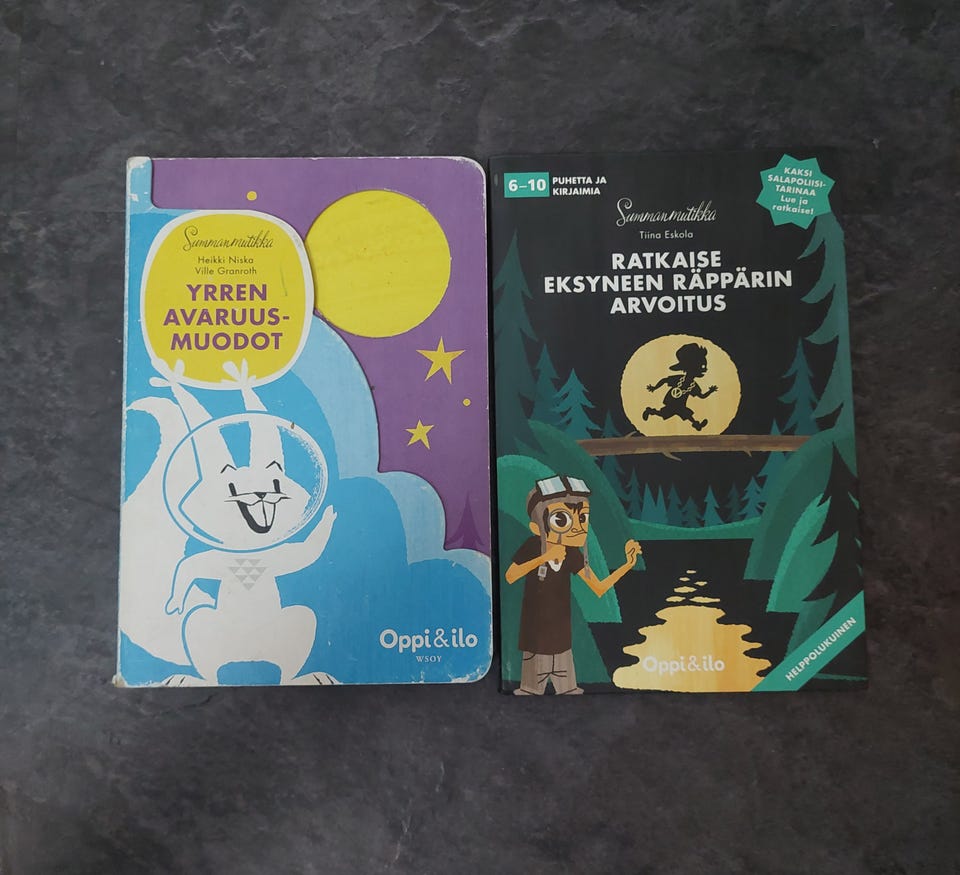 Summanmutikka
Heikki Niska
Ville Granroth
YRREN
AVARUUS-
MUODOT
Oppi&ilo
WSOY
6–10 PUHETTA JA
KIRJAIMIA
KAKSI
SALAPOLIISI-
TARINAA
Lue ja
ratkaise!
Summanmutikka
Tiina Eskola
RATKAISE
EKSYNEEN RÄPPÄRIN
ARVOITUS
Oppi&ilo
HELPPOLUKUINEN